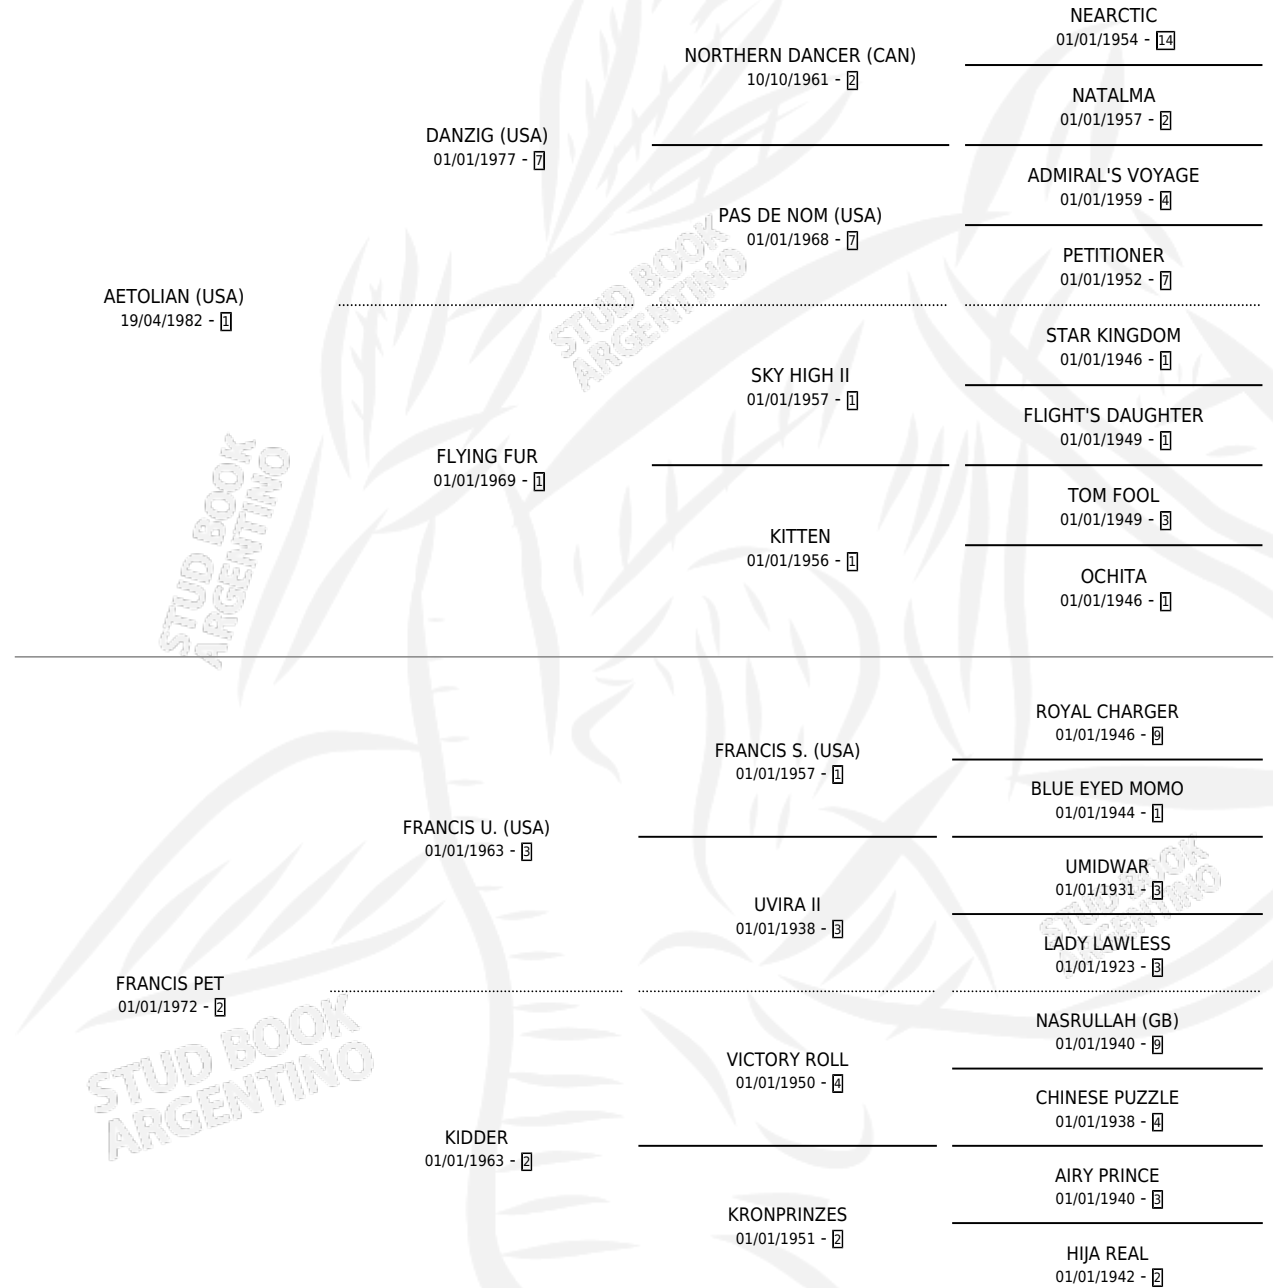 NEARCTIC
01/01/1954 - 14
NORTHERN DANCER (CAN)
10/10/1961 - 2
NATALMA
01/01/1957 - 2
DANZIG (USA)
01/01/1977 - 7
ADMIRAL'S VOYAGE
01/01/1959 - 4
PAS DE NOM (USA)
01/01/1968 - 7
PETITIONER
01/01/1952 - 7
AETOLIAN (USA)
19/04/1982 - 1
STUD BOOK
ARGENTINO
STAR KINGDOM
01/01/1946 - 1
SKY HIGH II
01/01/1957 - 1
FLIGHT'S DAUGHTER
01/01/1949 - 1
FLYING FUR
01/01/1969 - 1
TOM FOOL
01/01/1949 - 3
KITTEN
01/01/1956 - 1
OCHITA
01/01/1946 - 1
STUD BOOK
ARGENTINO
ROYAL CHARGER
01/01/1946 - 9
FRANCIS S. (USA)
01/01/1957 - 1
BLUE EYED MOMO
01/01/1944 - 1
FRANCIS U. (USA)
01/01/1963 - 3
UMIDWAR
01/01/1931 - 3
UVIRA II
01/01/1938 - 3
LADY LAWLESS
01/01/1923 - 3
STUD BOOK
ARGENTINO
FRANCIS PET
01/01/1972 - 2
NASRULLAH (GB)
01/01/1940 - 9
VICTORY ROLL
01/01/1950 - 4
CHINESE PUZZLE
01/01/1938 - 4
STUD BOOK
ARGENTINO
KIDDER
01/01/1963 - 2
AIRY PRINCE
01/01/1940 - 3
KRONPRINZES
01/01/1951 - 2
HIJA REAL
01/01/1942 - 2